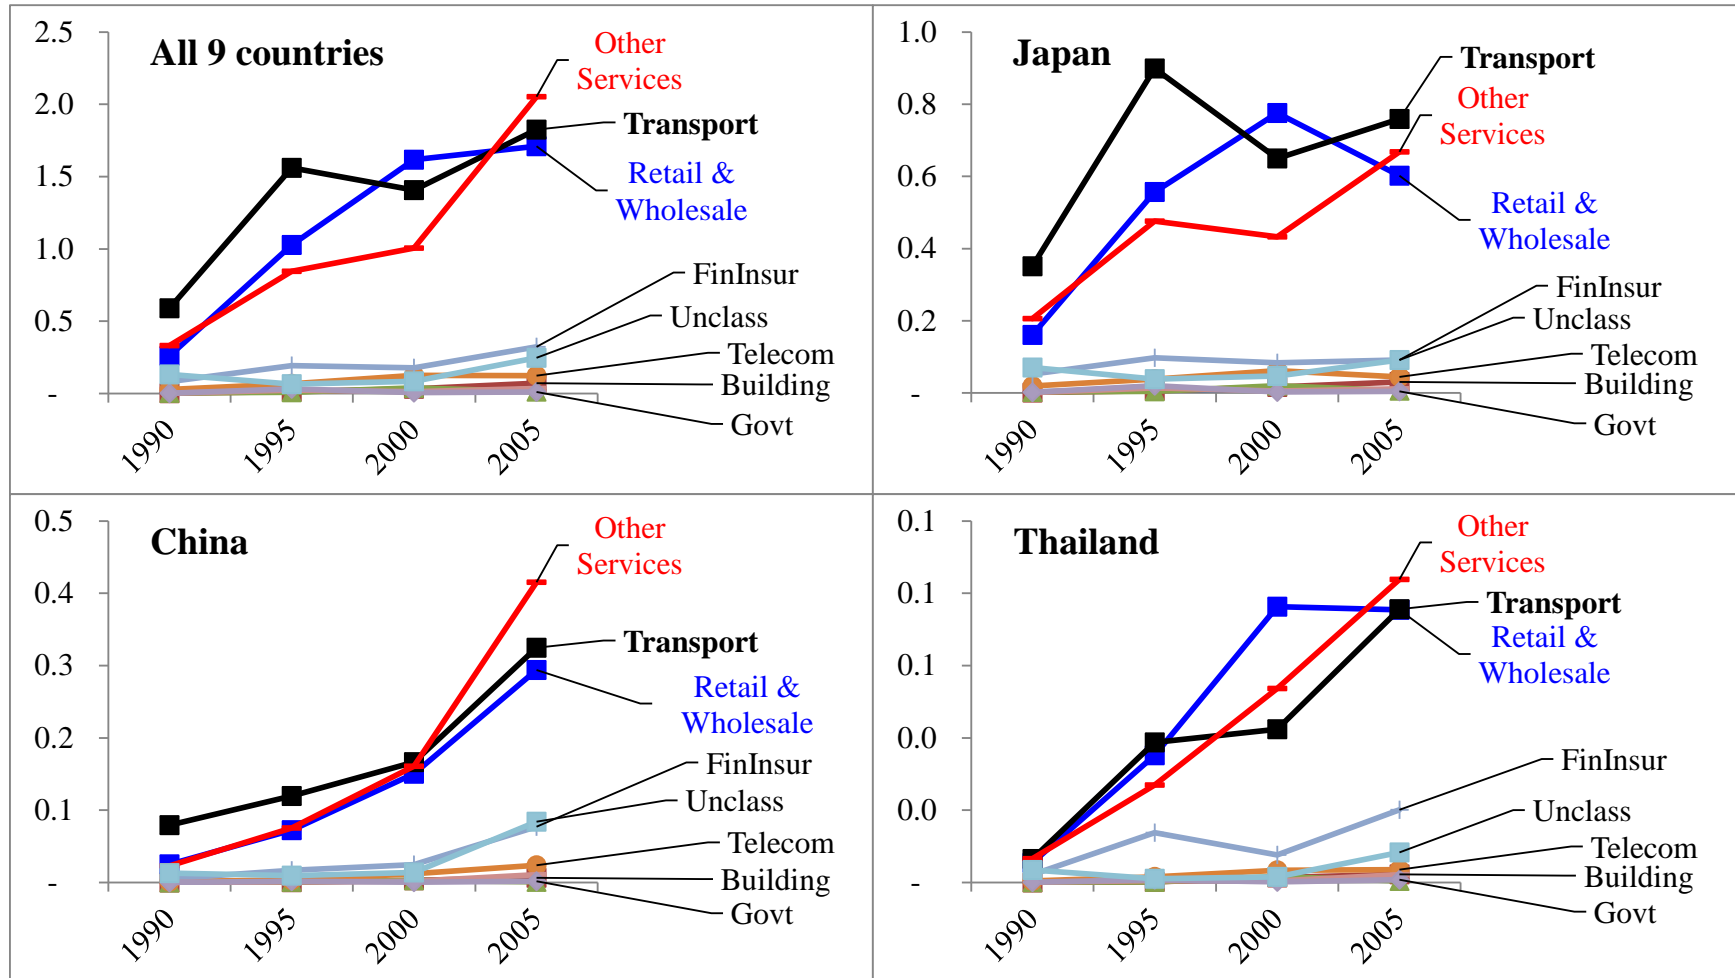 All 9 countries
2.5
2.0
1.5
1.0
0.5
-
1990
1995
2000
2005
Other
Services
Transport
Retail &
Wholesale
FinInsur
Unclass
Telecom
Building
Govt
Japan
1.0
0.8
0.6
0.4
0.2
-
1990
1995
2000
2005
Transport
Other
Services
Retail &
Wholesale
FinInsur
Unclass
Telecom
Building
Govt
China
0.5
0.4
0.3
0.2
0.1
-
1990
1995
2000
2005
Other
Services
Transport
Retail &
Wholesale
FinInsur
Unclass
Telecom
Building
Govt
Thailand
0.1
0.1
0.1
0.0
0.0
-
1990
1995
2000
2005
Other
Services
Transport
Retail &
Wholesale
FinInsur
Unclass
Telecom
Building
Govt